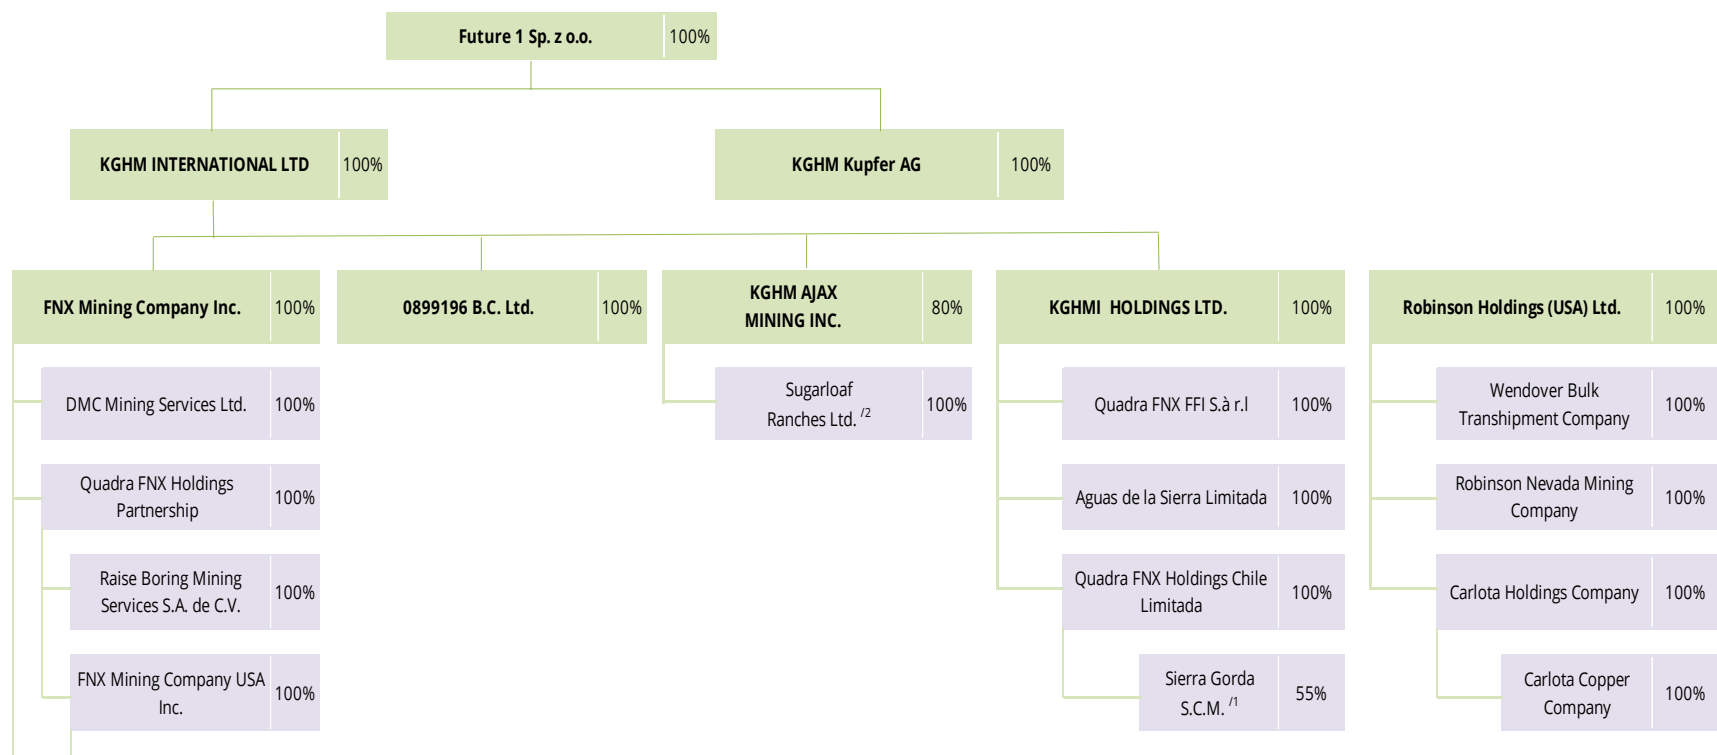 Future 1 Sp. z o.o. 100%
KGHM INTERNATIONAL LTD 100%
KGHM Kupfer AG 100%
FNX Mining Company Inc. 100%
0899196 B.C. Ltd. 100%
KGHM AJAX
MINING INC.
80%
KGHMI HOLDINGS LTD. 100%
Robinson Holdings (USA) Ltd. 100%
DMC Mining Services Ltd. 100%
Sugarloaf
Ranches Ltd. /2
100%
Quadra FNX FFI S.à r.l 100%
Wendover Bulk
Transhipment Company
100%
Quadra FNX Holdings
Partnership
100%
Aguas de la Sierra Limitada 100%
Robinson Nevada Mining
Company
100%
Raise Boring Mining
Services S.A. de C.V.
100%
Quadra FNX Holdings Chile
Limitada
100%
Carlota Holdings Company 100%
FNX Mining Company USA
Inc.
100%
Sierra Gorda
S.C.M. /1
55%
Carlota Copper
Company
100%